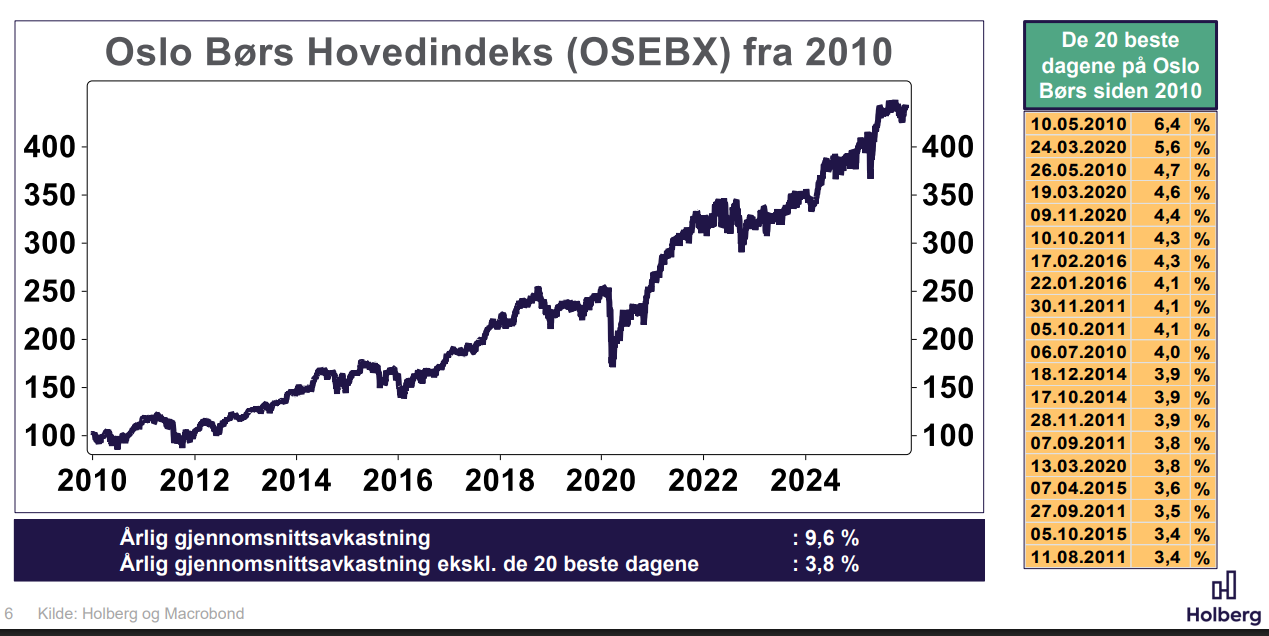 Oslo Børs Hovedindeks (OSEBX) fra 2010
400
350
300
250
200
150
100
400
350
300
250
200
150
100
2010 2012 2014 2016 2018 2020 2022 2024
Årlig gjennomsnittsavkastning : 9,6 %
Årlig gjennomsnittsavkastning ekskl. de 20 beste dagene : 3,8 %
De 20 beste
dagene på Oslo
Børs siden 2010
10.05.2010 6,4 %
24.03.2020 5,6 %
26.05.2010 4,7 %
19.03.2020 4,6 %
09.11.2020 4,4 %
10.10.2011 4,3 %
17.02.2016 4,3 %
22.01.2016 4,1 %
30.11.2011 4,1 %
05.10.2011 4,1 %
06.07.2010 4,0 %
18.12.2014 3,9 %
17.10.2014 3,9 %
28.11.2011 3,9 %
07.09.2011 3,8 %
13.03.2020 3,8 %
07.04.2015 3,6 %
27.09.2011 3,5 %
05.10.2015 3,4 %
11.08.2011 3,4 %
6 Kilde: Holberg og Macrobond
Holberg